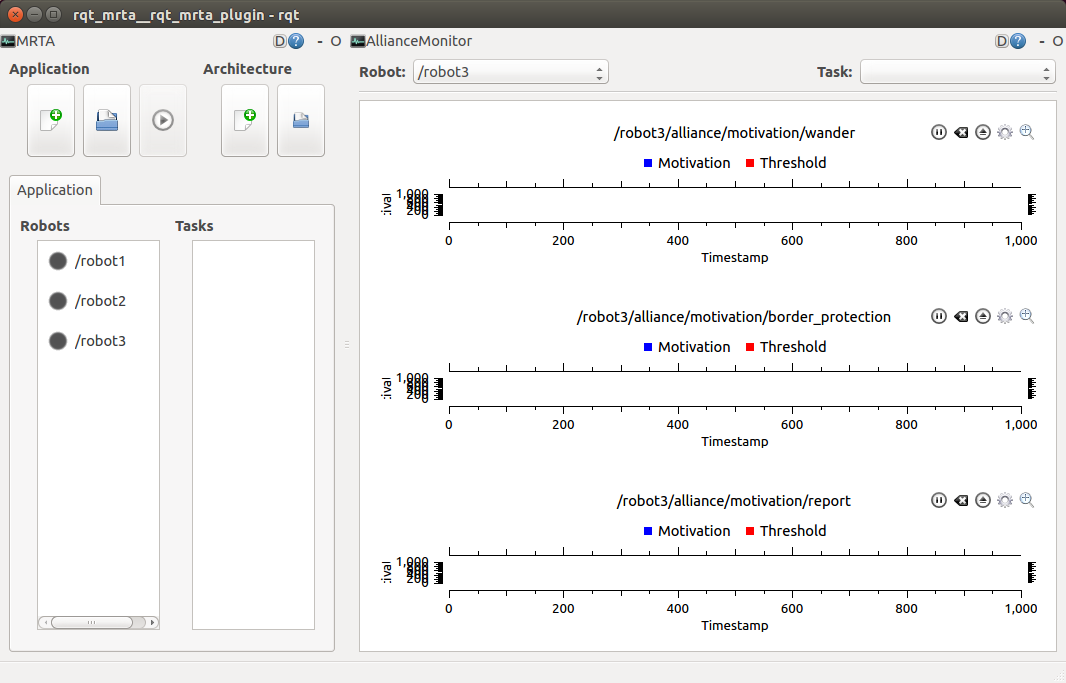 rqt_mrta__rqt_mrta_plugin - rqt
MRTA
D ? - O
AllianceMonitor
D ? - O
Application
Architecture
Robot: /robot3
Task:
Application
Robots
Tasks
/robot1
/robot2
/robot3
/robot3/alliance/motivation/wander
Motivation Threshold
1,000
200
0
0 200 400 600 800 1,000
Timestamp
/robot3/alliance/motivation/border_protection
Motivation Threshold
1,000
200
0
0 200 400 600 800 1,000
Timestamp
/robot3/alliance/motivation/report
Motivation Threshold
1,000
200
0
0 200 400 600 800 1,000
Timestamp